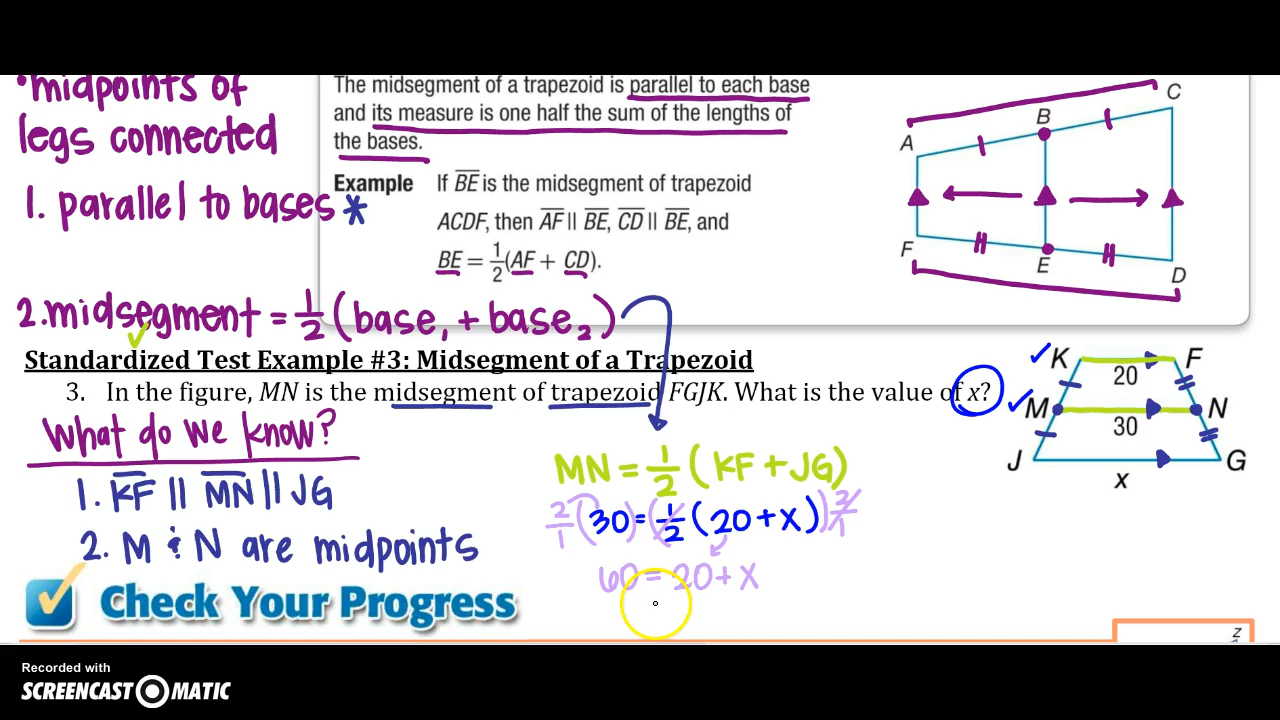 •midpoints of
legs connected
1. parallel to bases *
2. midsegment = 1/2 (base₁ + base₂)
The midsegment of a trapezoid is parallel to each base
and its measure is one half the sum of the lengths of
the bases.
Example If BE is the midsegment of trapezoid
ACDF, then AF || BE, CD || BE, and
BE = 1/2(AF + CD).
A
B
C
F
E
D
Standardized Test Example #3: Midsegment of a Trapezoid
3. In the figure, MN is the midsegment of trapezoid FGJK. What is the value of x?
K F
20
M N
30
J G
x
What do we know?
1. KF || MN || JG
2. M & N are midpoints
MN = 1/2 (KF + JG)
2/1 (30) = (1/2 (20 + x)) 2/1
60 = 20 + x
Check Your Progress
z
Recorded with
SCREENCAST O MATIC